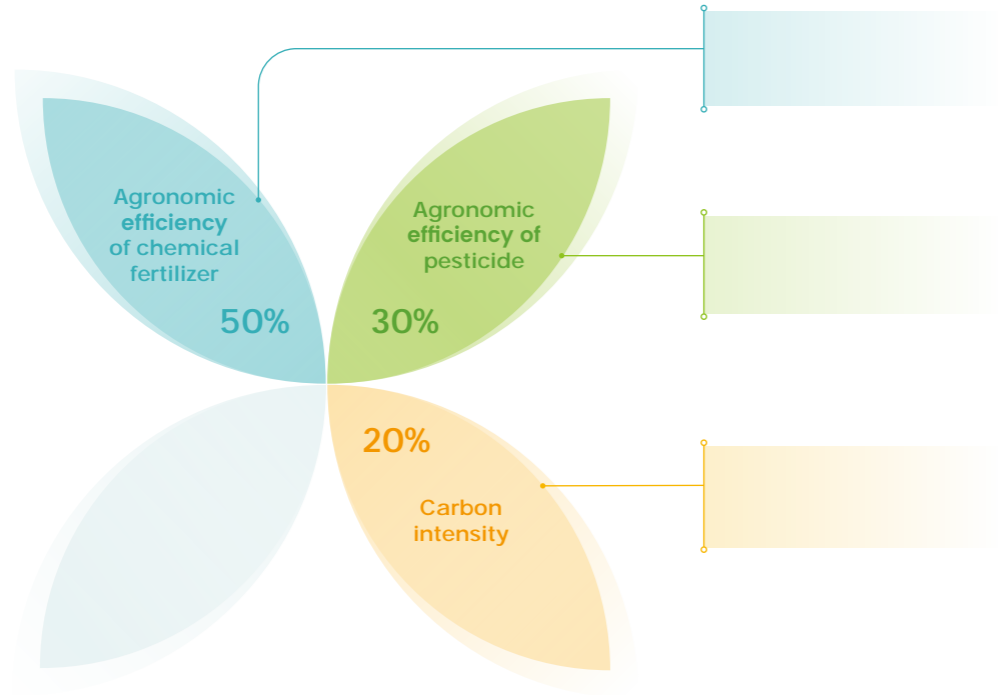 Agronomic
efficiency
of chemical
fertilizer
50%
Agronomic
efficiency of
pesticide
30%
20%
Carbon
intensity